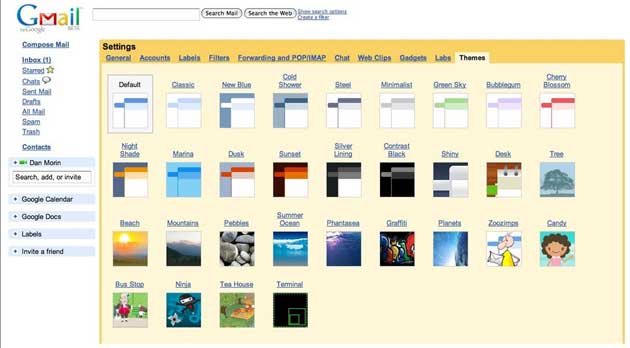 Gmail™
by Google BETA
Search Mail Search the Web Show search options
Create a filter
Compose Mail
Inbox (1)
Starred
Chats
Sent Mail
Drafts
All Mail
Spam
Trash
Contacts
+ Dan Morin
Search, add, or invite
+ Google Calendar
+ Google Docs
+ Labels
+ Invite a friend
Settings
General Accounts Labels Filters Forwarding and POP/IMAP Chat Web Clips Gadgets Labs Themes
Default Classic New Blue Cold Shower Steel Minimalist Green Sky Bubblegum Cherry Blossom
Night Shade Marina Dusk Sunset Silver Lining Contrast Black Shiny Desk Tree
Beach Mountains Pebbles Summer Ocean Phantasea Graffiti Planets Zoozimps Candy
Bus Stop Ninja Tea House Terminal